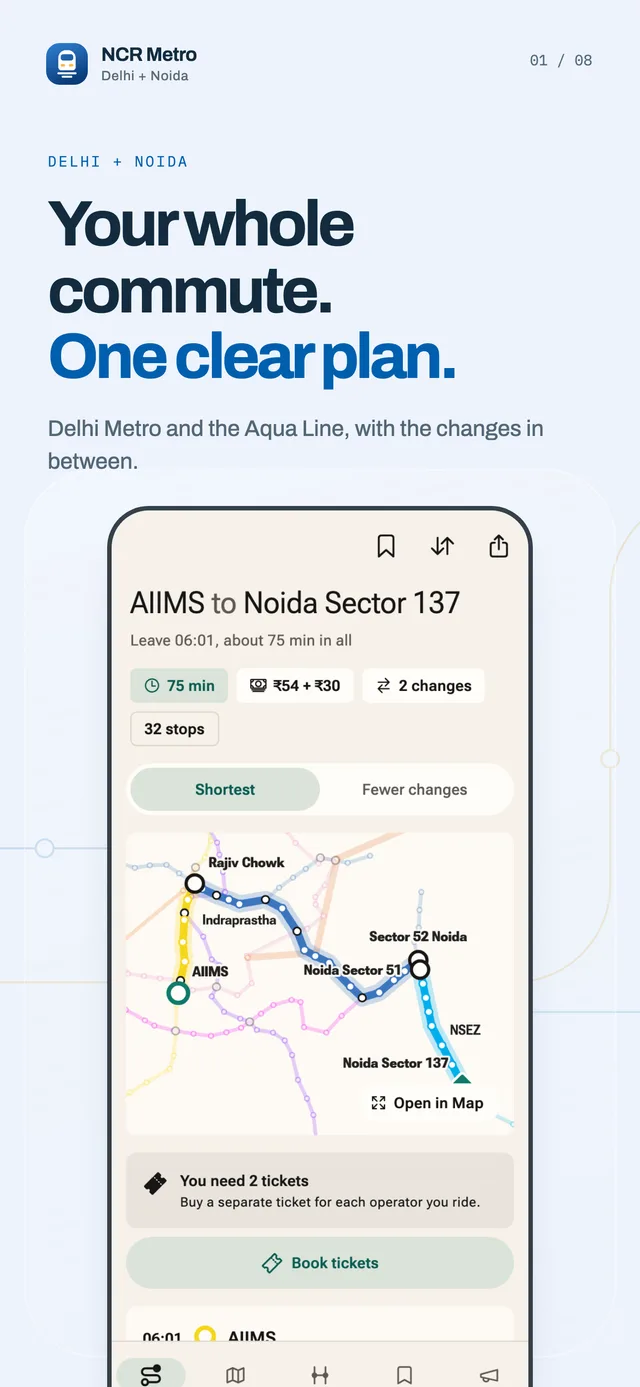 NCR Metro
Delhi + Noida
01 / 08
DELHI + NOIDA
Your whole
commute.
One clear plan.
Delhi Metro and the Aqua Line, with the changes in
between.
AIIMS to Noida Sector 137
Leave 06:01, about 75 min in all
75 min
₹54 + ₹30
2 changes
32 stops
Shortest
Fewer changes
Rajiv Chowk
Indraprastha
Sector 52 Noida
AIIMS
Noida Sector 51
NSEZ
Noida Sector 137
Open in Map
You need 2 tickets
Buy a separate ticket for each operator you ride.
Book tickets
06:01
AIIMS